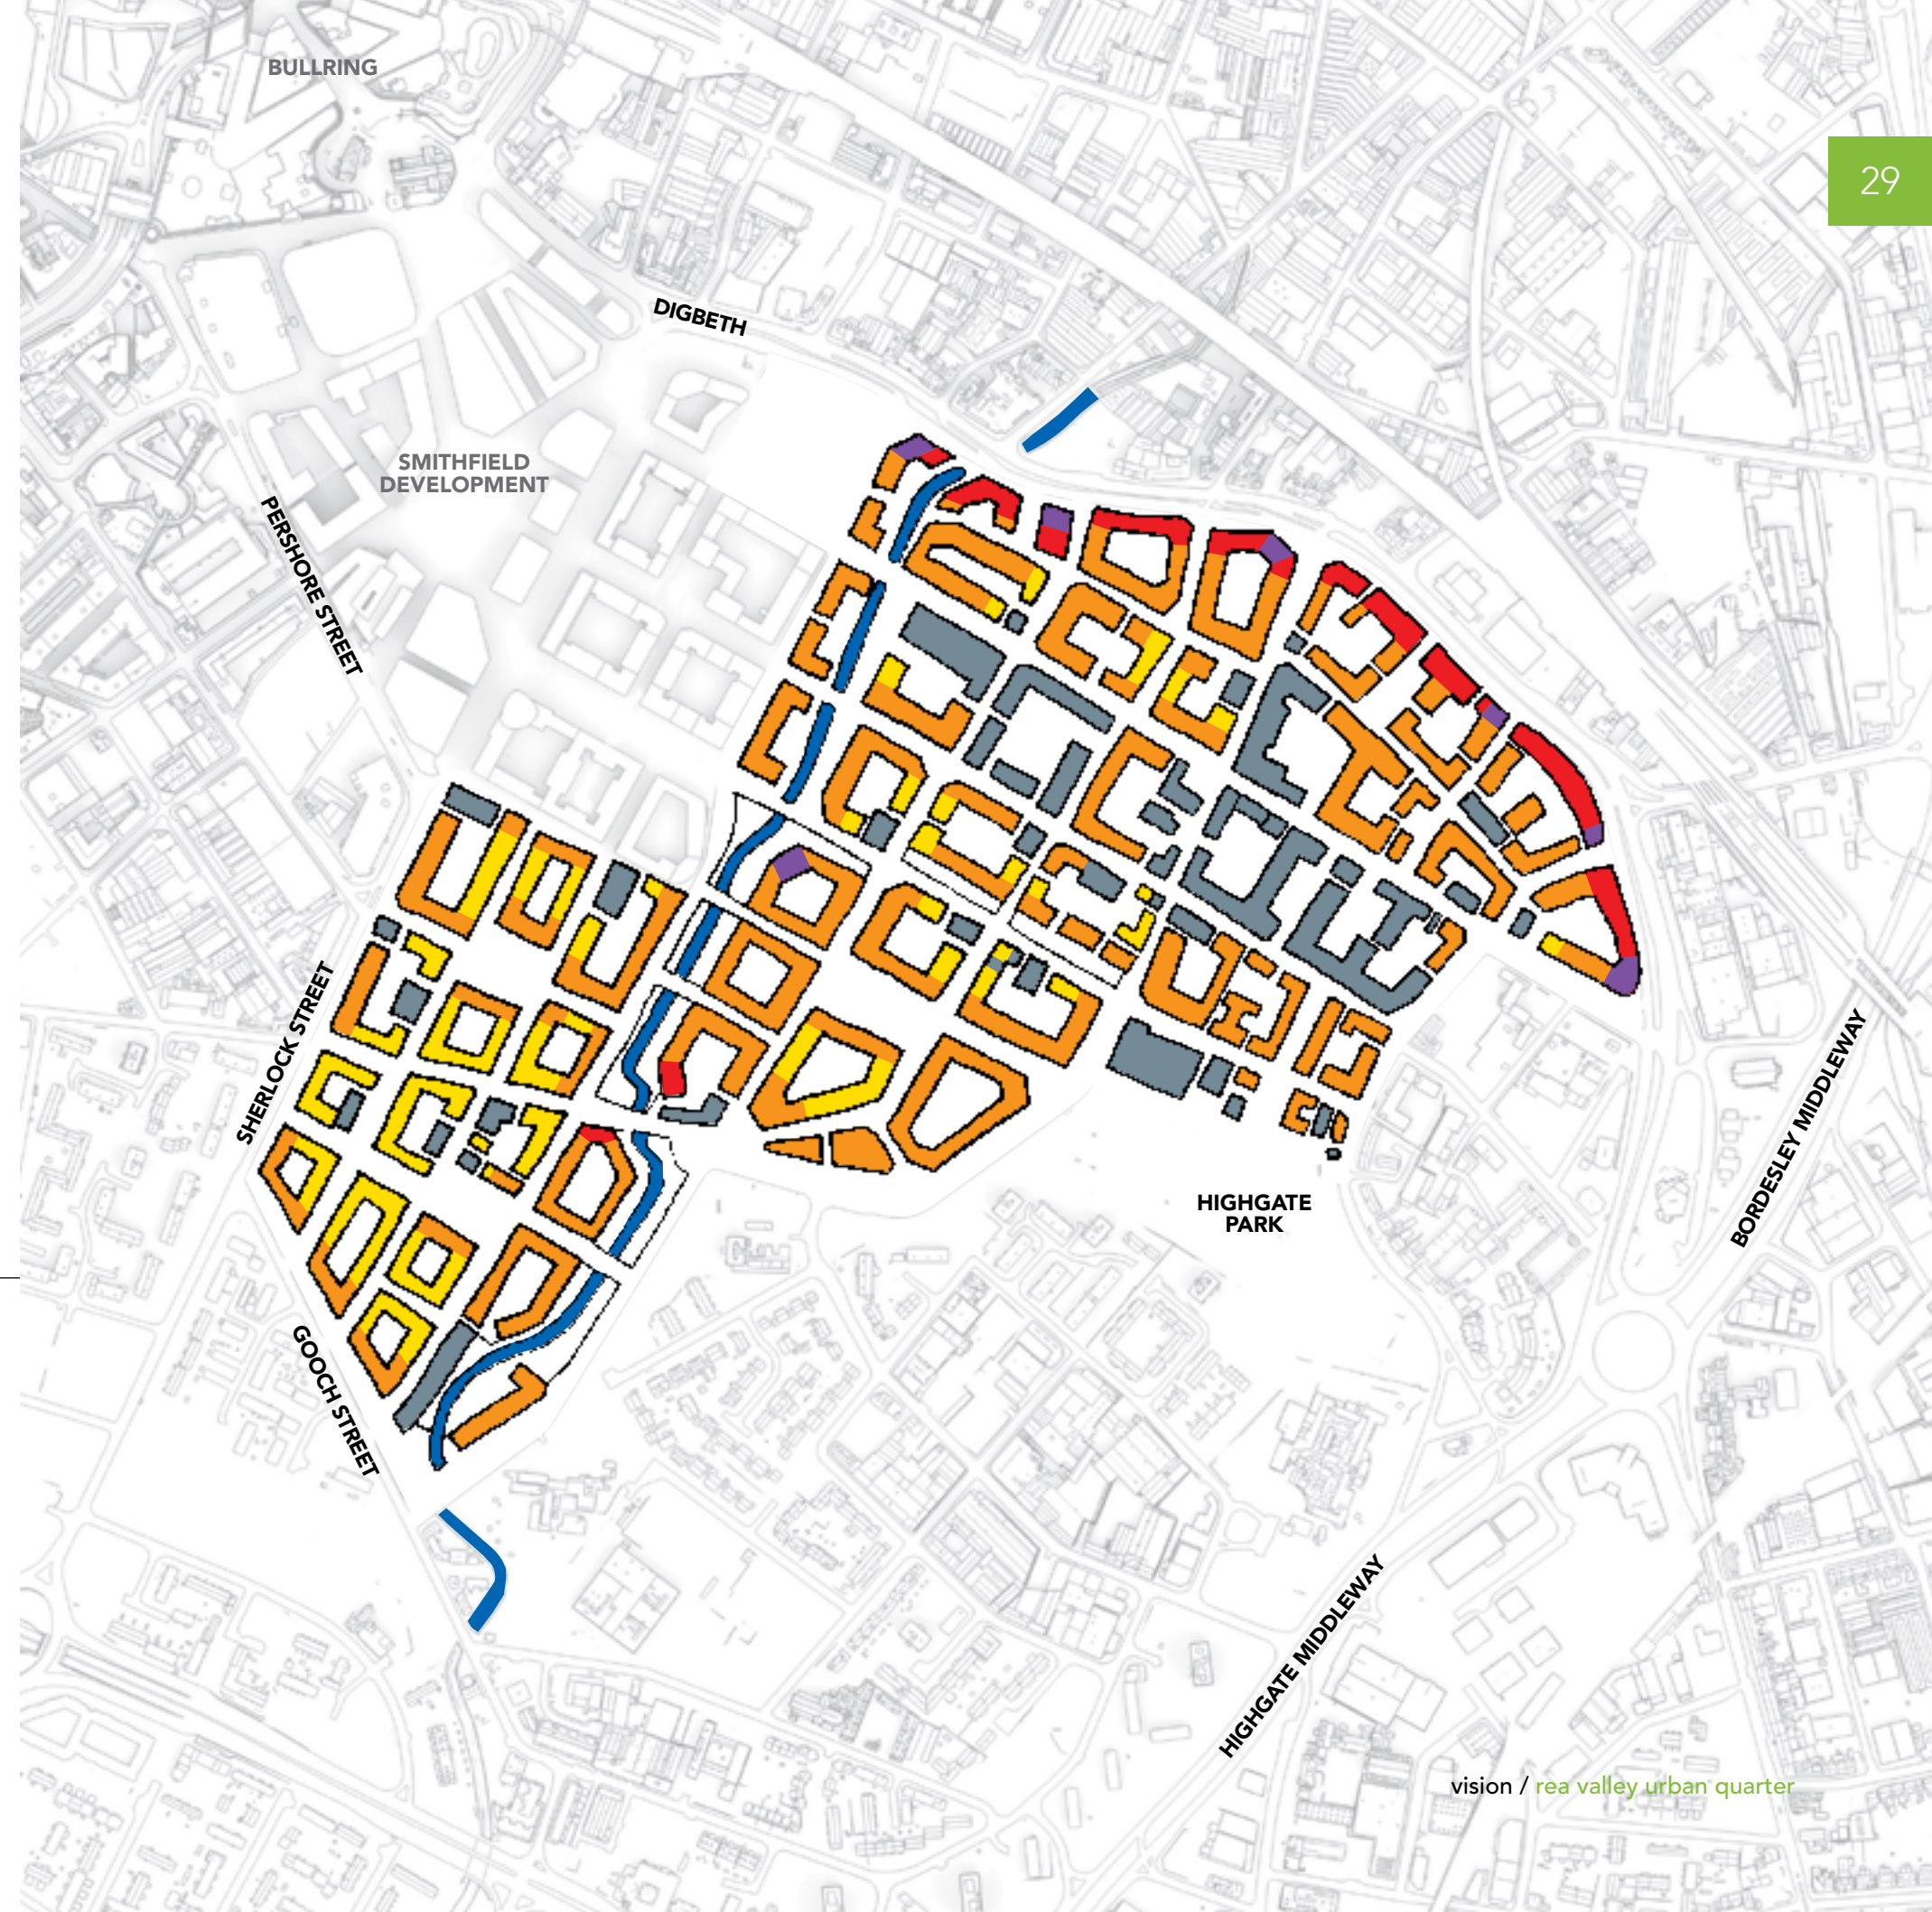 BULLRING
29
DIGBETH
SMITHFIELD
DEVELOPMENT
PERSHORE STREET
SHERLOCK STREET
BORDESLEY MIDDLEWAY
HIGHGATE
PARK
GOOCH STREET
HIGHGATE MIDDLEWAY
vision / rea valley urban quarter